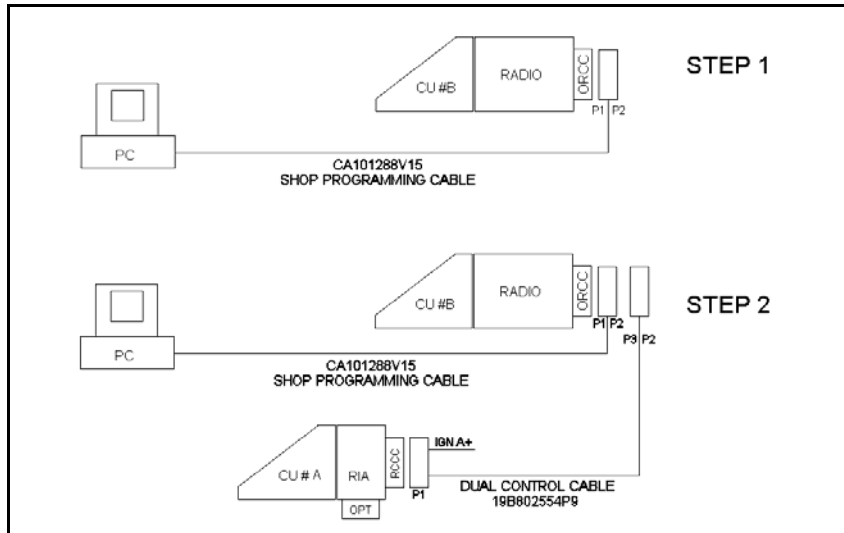 STEP 1
CU #B
RADIO
ORCC
P1 P2
PC
CA101288V15
SHOP PROGRAMMING CABLE
STEP 2
CU #B
RADIO
ORCC
P1 P2
P3 P2
PC
CA101288V15
SHOP PROGRAMMING CABLE
CU # A
RIA
RCCC
IGN A+
P1
OPT
DUAL CONTROL CABLE
19B802554P9